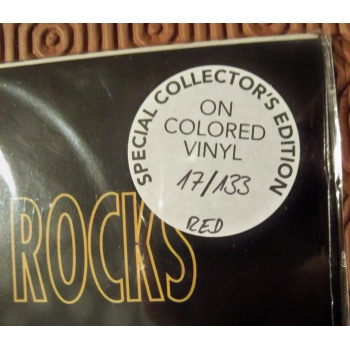 SPECIAL COLLECTOR'S EDITION
ON
COLORED
VINYL
17/133
RED
ROCKS